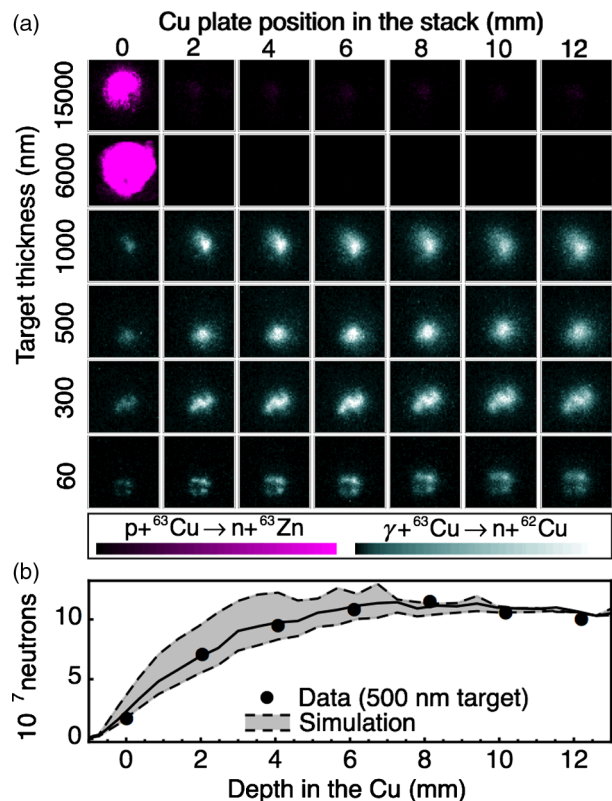 (a)
Cu plate position in the stack (mm)
0 2 4 6 8 10 12
Target thickness (nm)
15000
6000
1000
500
300
60
p+⁶³Cu → n+⁶³Zn
γ+⁶³Cu → n+⁶²Cu
(b)
10⁷ neutrons
10
5
0
Data (500 nm target)
Simulation
0 2 4 6 8 10 12
Depth in the Cu (mm)